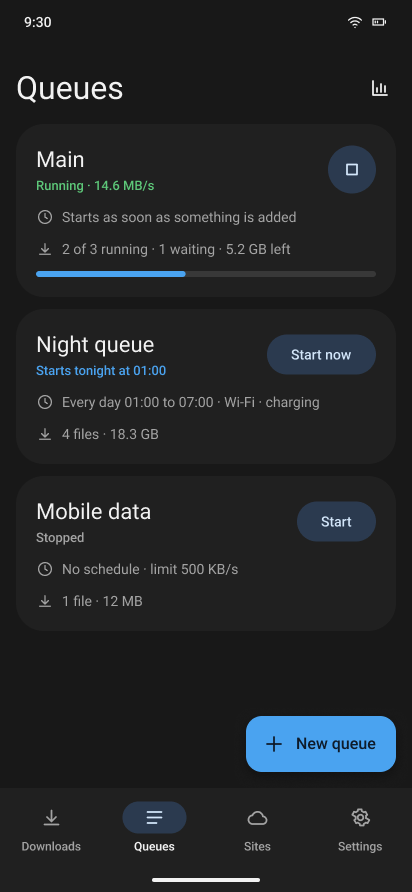 9:30
Queues
Main
Running · 14.6 MB/s
Starts as soon as something is added
2 of 3 running · 1 waiting · 5.2 GB left
Night queue
Starts tonight at 01:00
Start now
Every day 01:00 to 07:00 · Wi-Fi · charging
4 files · 18.3 GB
Mobile data
Stopped
Start
No schedule · limit 500 KB/s
1 file · 12 MB
New queue
Downloads
Queues
Sites
Settings